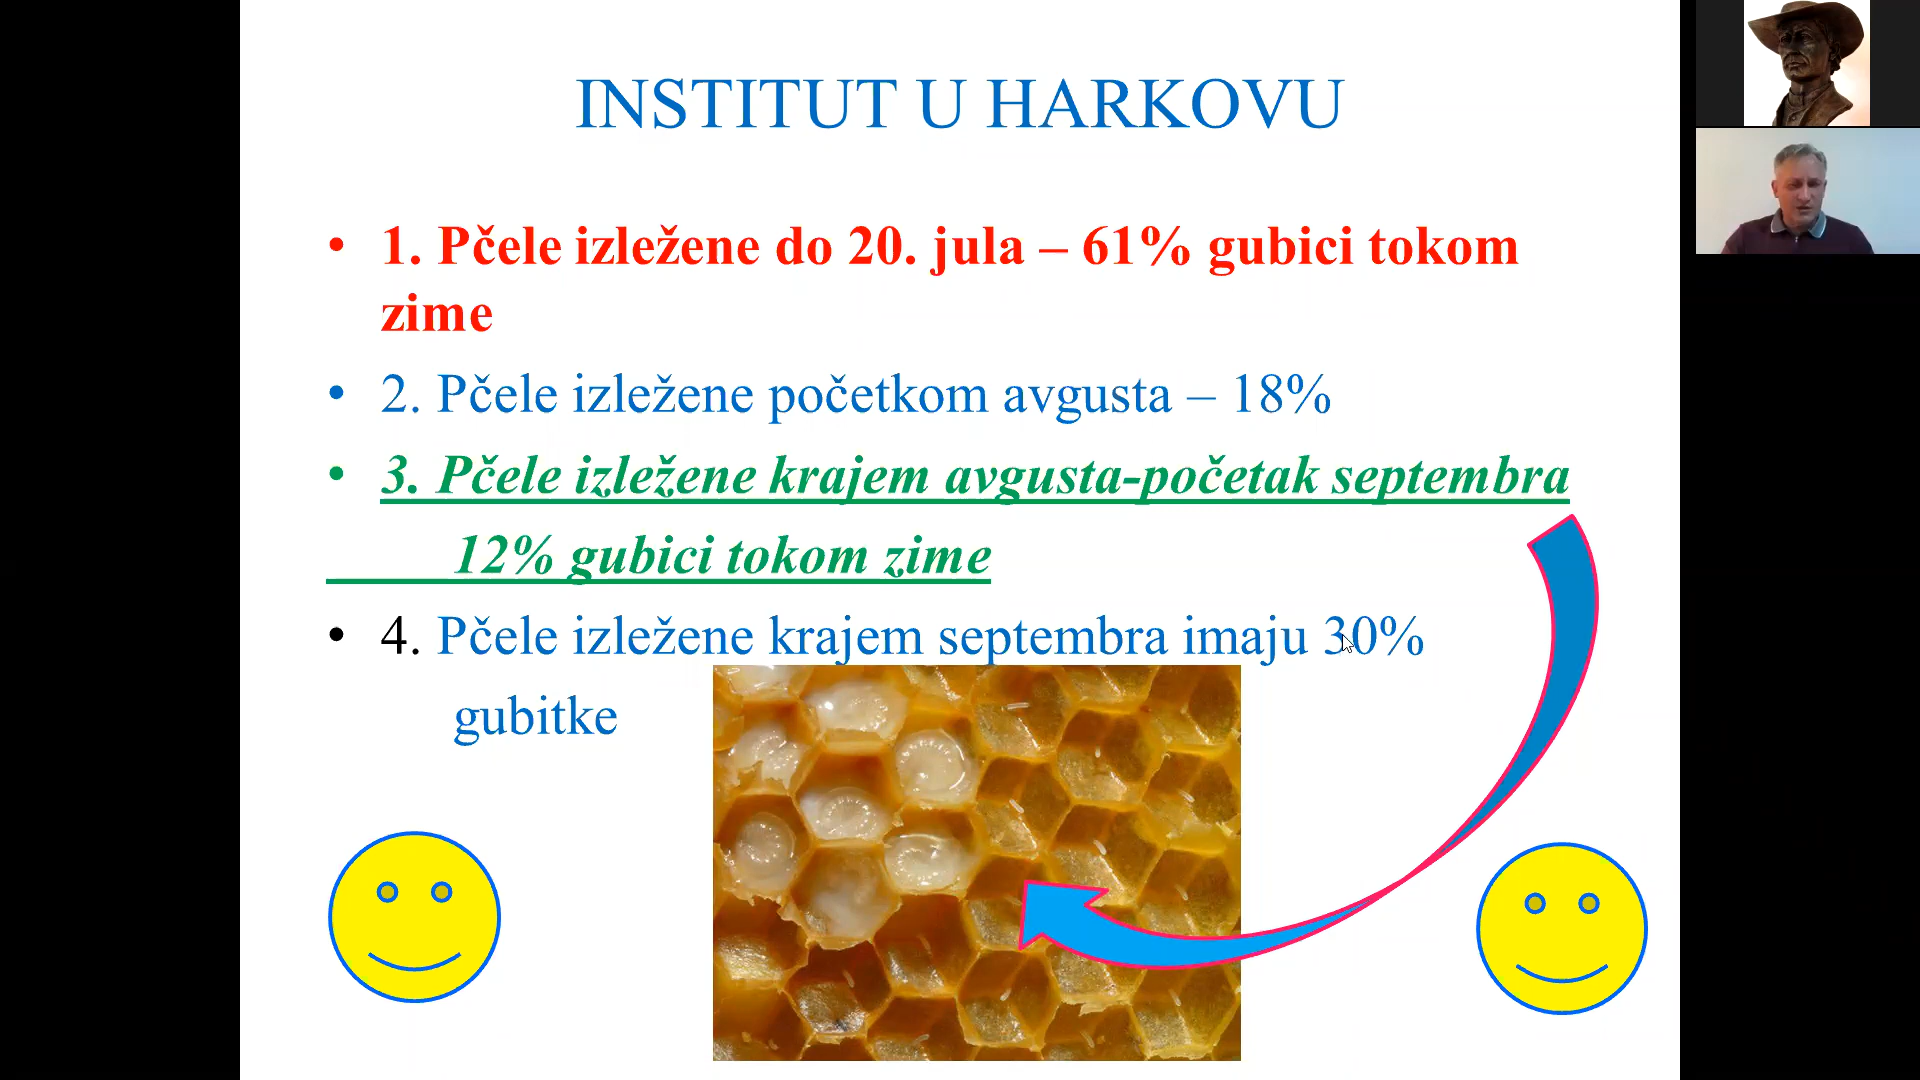 INSTITUT U HARKOVU
• 1. Pčele izležene do 20. jula – 61% gubici tokom
zime
• 2. Pčele izležene početkom avgusta – 18%
• 3. Pčele izležene krajem avgusta-početak septembra
12% gubici tokom zime
• 4. Pčele izležene krajem septembra imaju 30%
gubitke